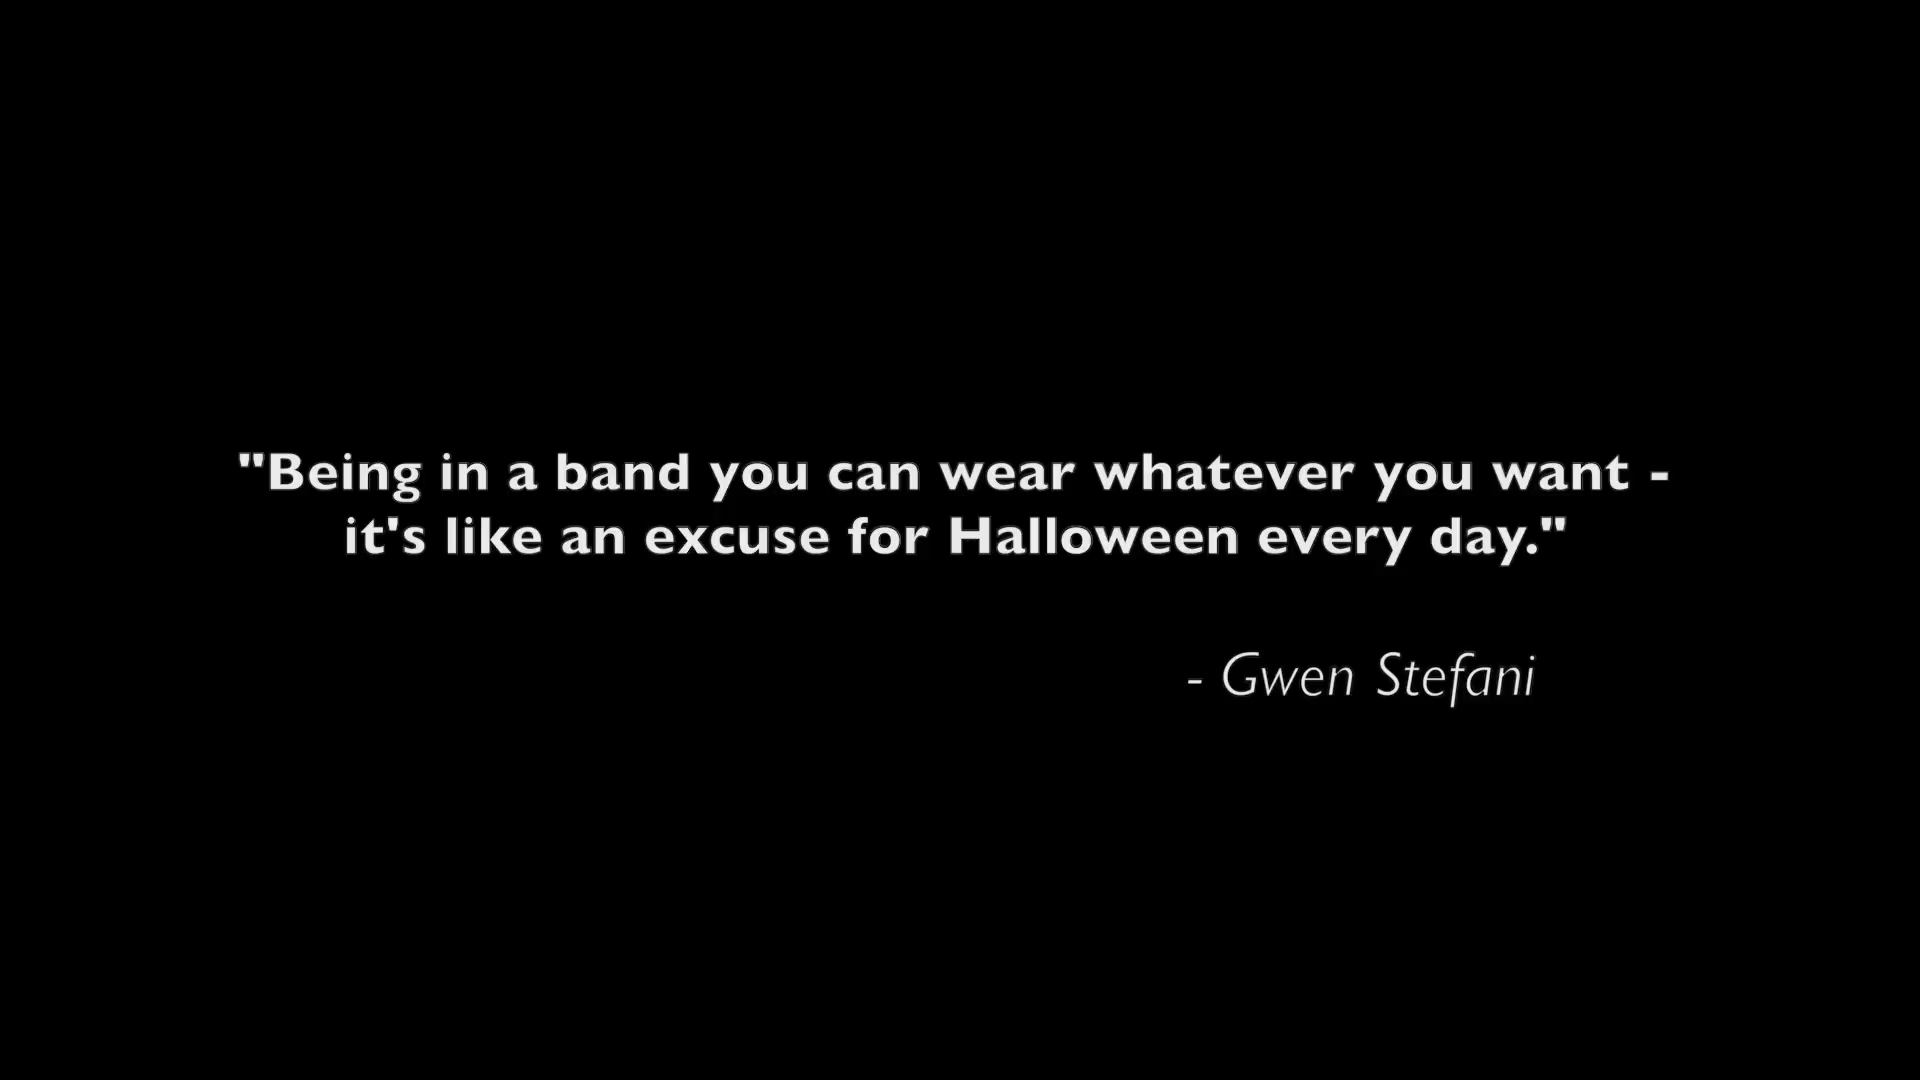 "Being in a band you can wear whatever you want -
it's like an excuse for Halloween every day."
- Gwen Stefani